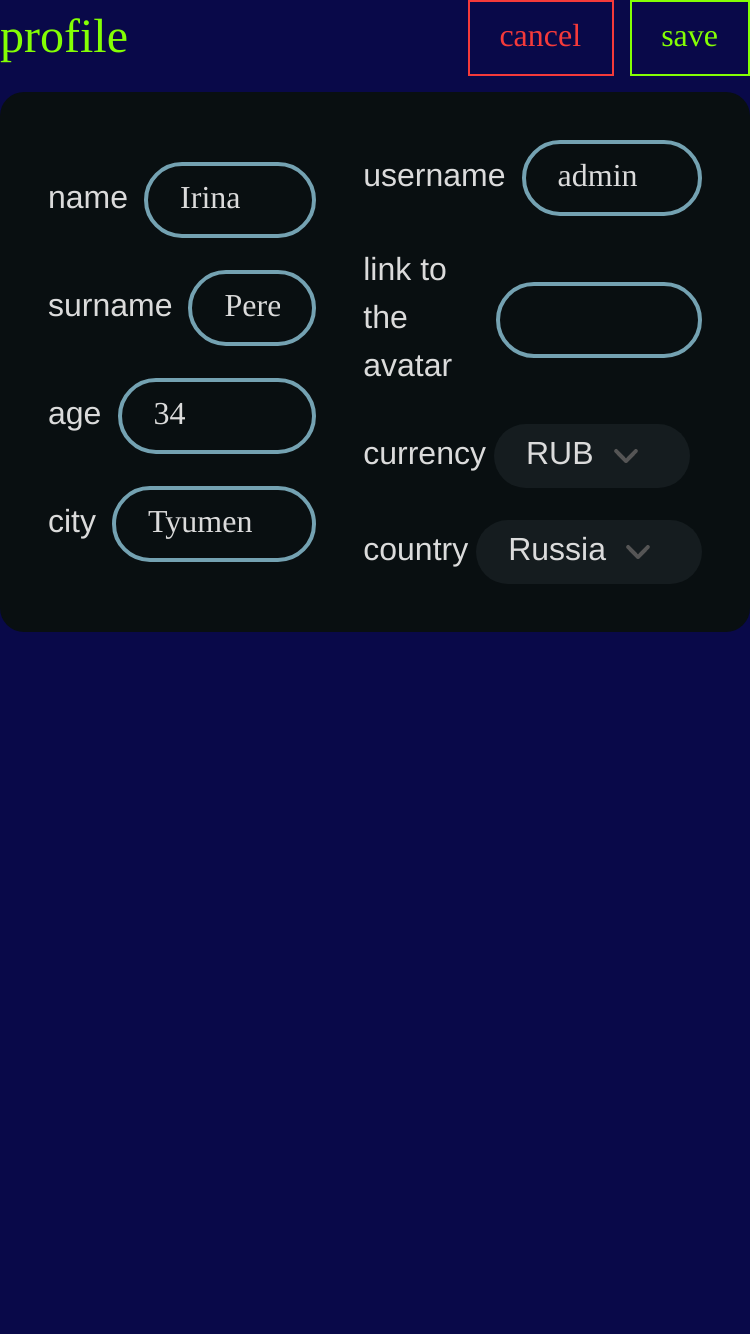 profile
cancel
save
name
Irina
surname
Pere
age
34
city
Tyumen
username
admin
link to
the
avatar
currency
RUB
country
Russia